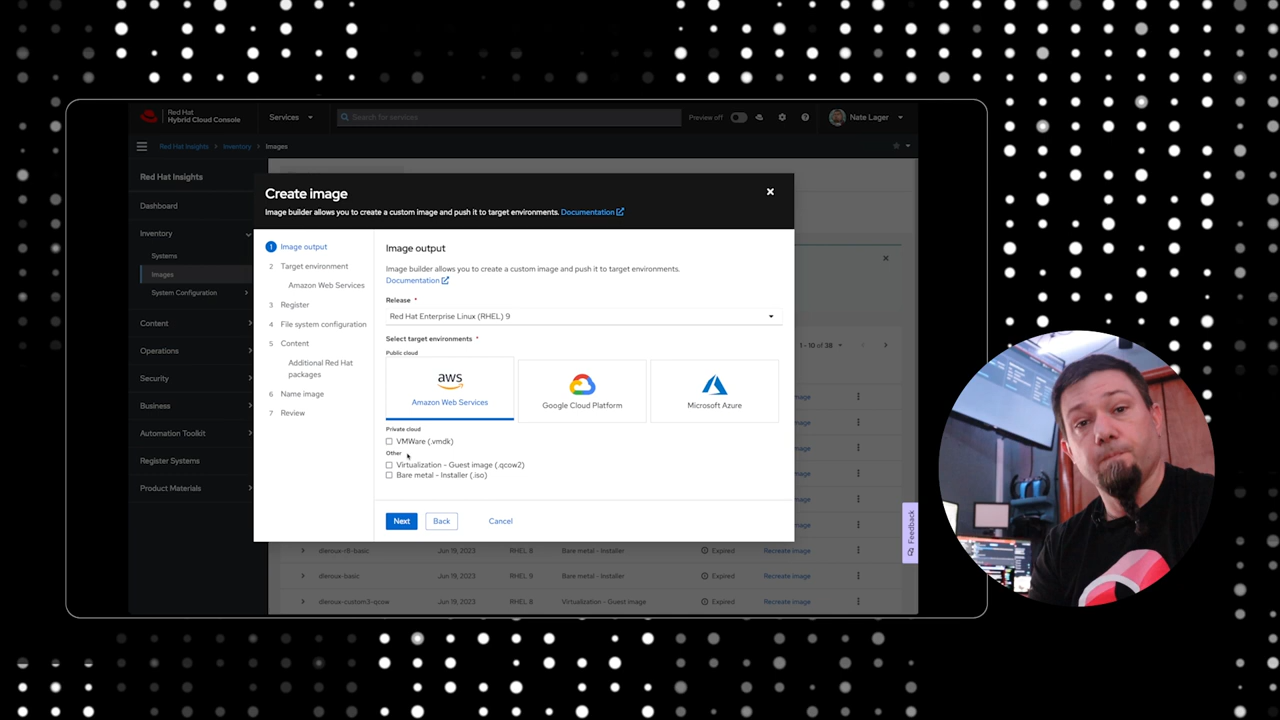 Red Hat
Hybrid Cloud Console
Services
Search for services
Preview off
Nate Lager
Red Hat Insights > Inventory > Images
Red Hat Insights
Dashboard
Inventory
Systems
Images
System Configuration
Content
Operations
Security
Business
Automation Toolkit
Register Systems
Product Materials
Create image
Image builder allows you to create a custom image and push it to target environments. Documentation
1 Image output
2 Target environment
Amazon Web Services
3 Register
4 File system configuration
5 Content
Additional Red Hat
packages
6 Name image
7 Review
Image output
Image builder allows you to create a custom image and push it to target environments.
Documentation
Release *
Red Hat Enterprise Linux (RHEL) 9
Select target environments *
Public cloud
aws
Amazon Web Services
Google Cloud Platform
Microsoft Azure
Private cloud
VMWare (.vmdk)
Other
Virtualization - Guest image (.qcow2)
Bare metal - Installer (.iso)
Next
Back
Cancel
1 - 10 of 38
Feedback
dleroux-r8-basic Jun 19, 2023 RHEL 8 Bare metal - Installer Expired Recreate image
dleroux-basic Jun 19, 2023 RHEL 9 Bare metal - Installer Expired Recreate image
dleroux-custom3-qcow Jun 19, 2023 RHEL 8 Virtualization - Guest image Expired Recreate image